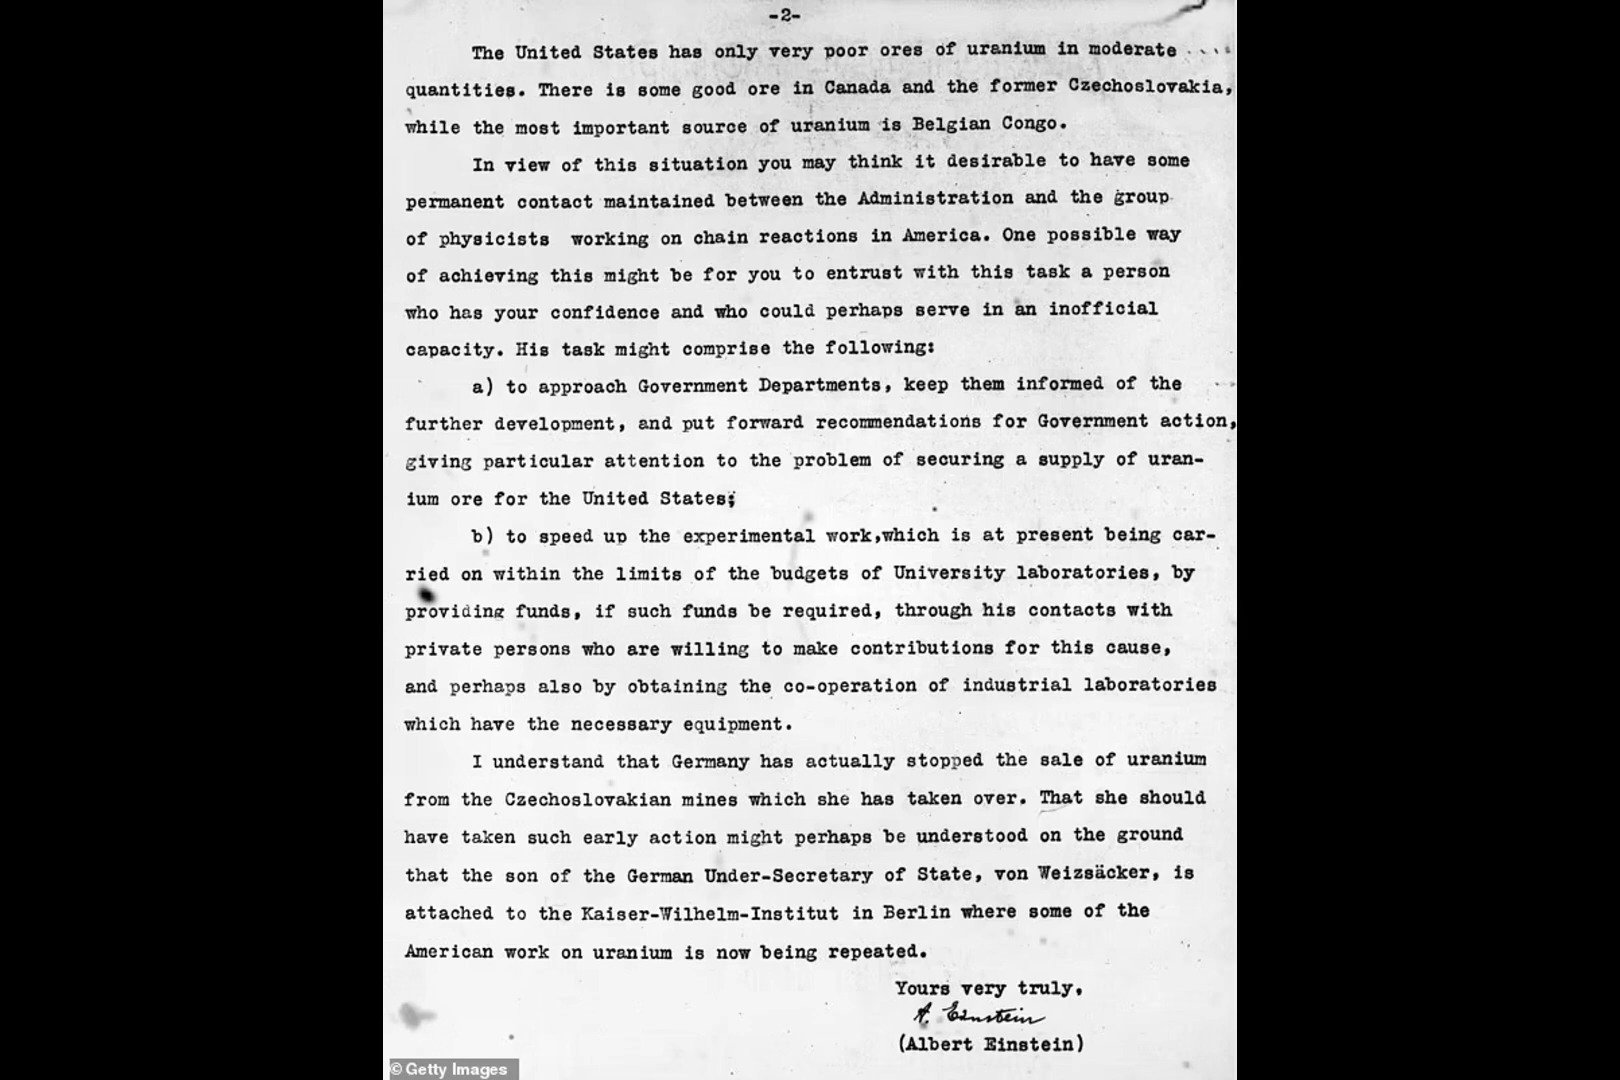 -2-
The United States has only very poor ores of uranium in moderate
quantities. There is some good ore in Canada and the former Czechoslovakia,
while the most important source of uranium is Belgian Congo.
In view of this situation you may think it desirable to have some
permanent contact maintained between the Administration and the group
of physicists working on chain reactions in America. One possible way
of achieving this might be for you to entrust with this task a person
who has your confidence and who could perhaps serve in an inofficial
capacity. His task might comprise the following:
a) to approach Government Departments, keep them informed of the
further development, and put forward recommendations for Government action,
giving particular attention to the problem of securing a supply of uran-
ium ore for the United States;
b) to speed up the experimental work,which is at present being car-
ried on within the limits of the budgets of University laboratories, by
providing funds, if such funds be required, through his contacts with
private persons who are willing to make contributions for this cause,
and perhaps also by obtaining the co-operation of industrial laboratories
which have the necessary equipment.
I understand that Germany has actually stopped the sale of uranium
from the Czechoslovakian mines which she has taken over. That she should
have taken such early action might perhaps be understood on the ground
that the son of the German Under-Secretary of State, von Weizsäcker, is
attached to the Kaiser-Wilhelm-Institut in Berlin where some of the
American work on uranium is now being repeated.
Yours very truly,
A. Einstein
(Albert Einstein)
© Getty Images